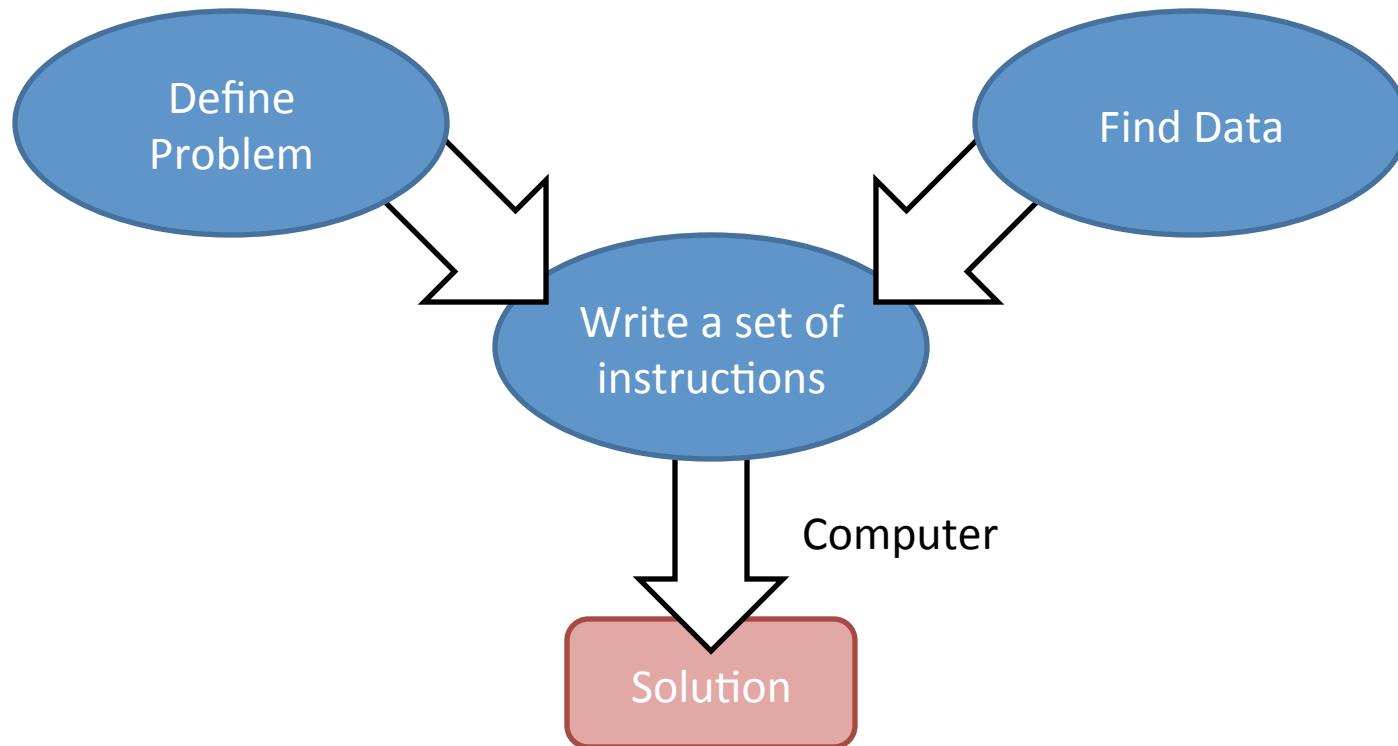 Define
Problem
Find Data
Write a set of
instructions
Computer
Solution